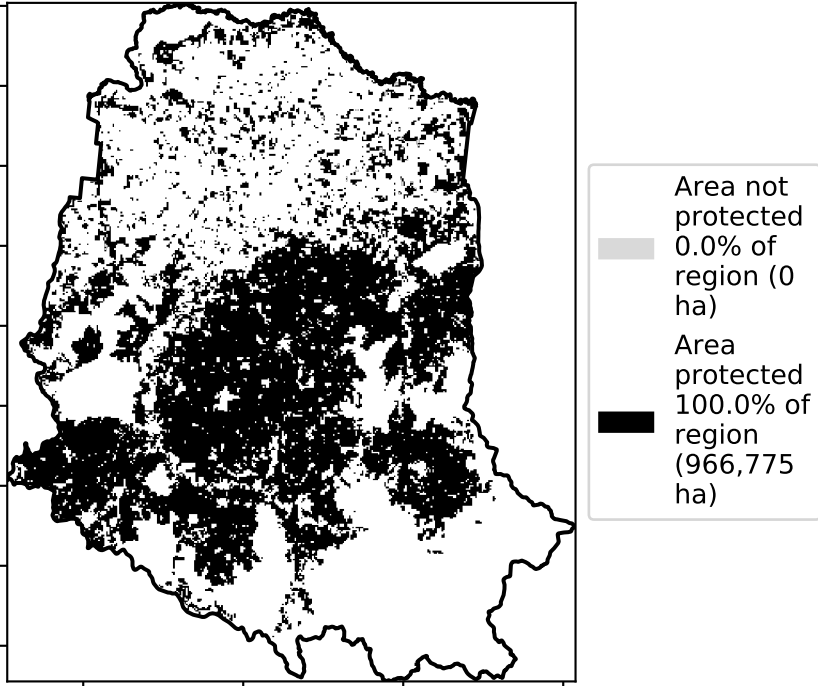 Area not
protected
0.0% of
region (0
ha)
Area
protected
100.0% of
region
(966,775
ha)